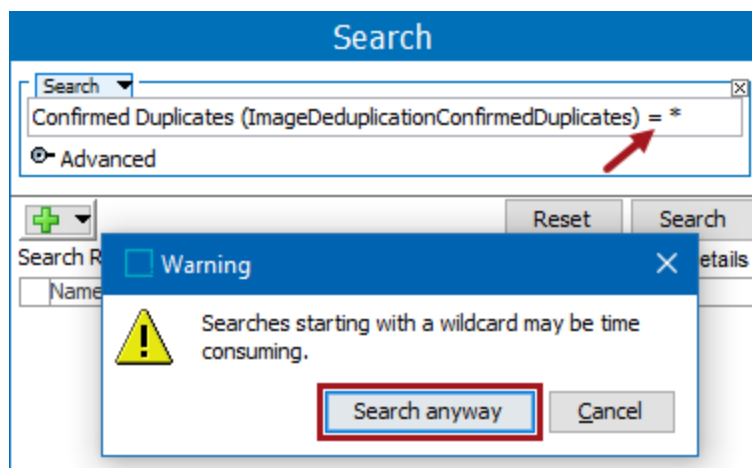 Search
Search
Confirmed Duplicates (ImageDeduplicationConfirmedDuplicates) = *
Advanced
Reset
Search
Search R
etails
Name
Warning
Searches starting with a wildcard may be time
consuming.
Search anyway
Cancel